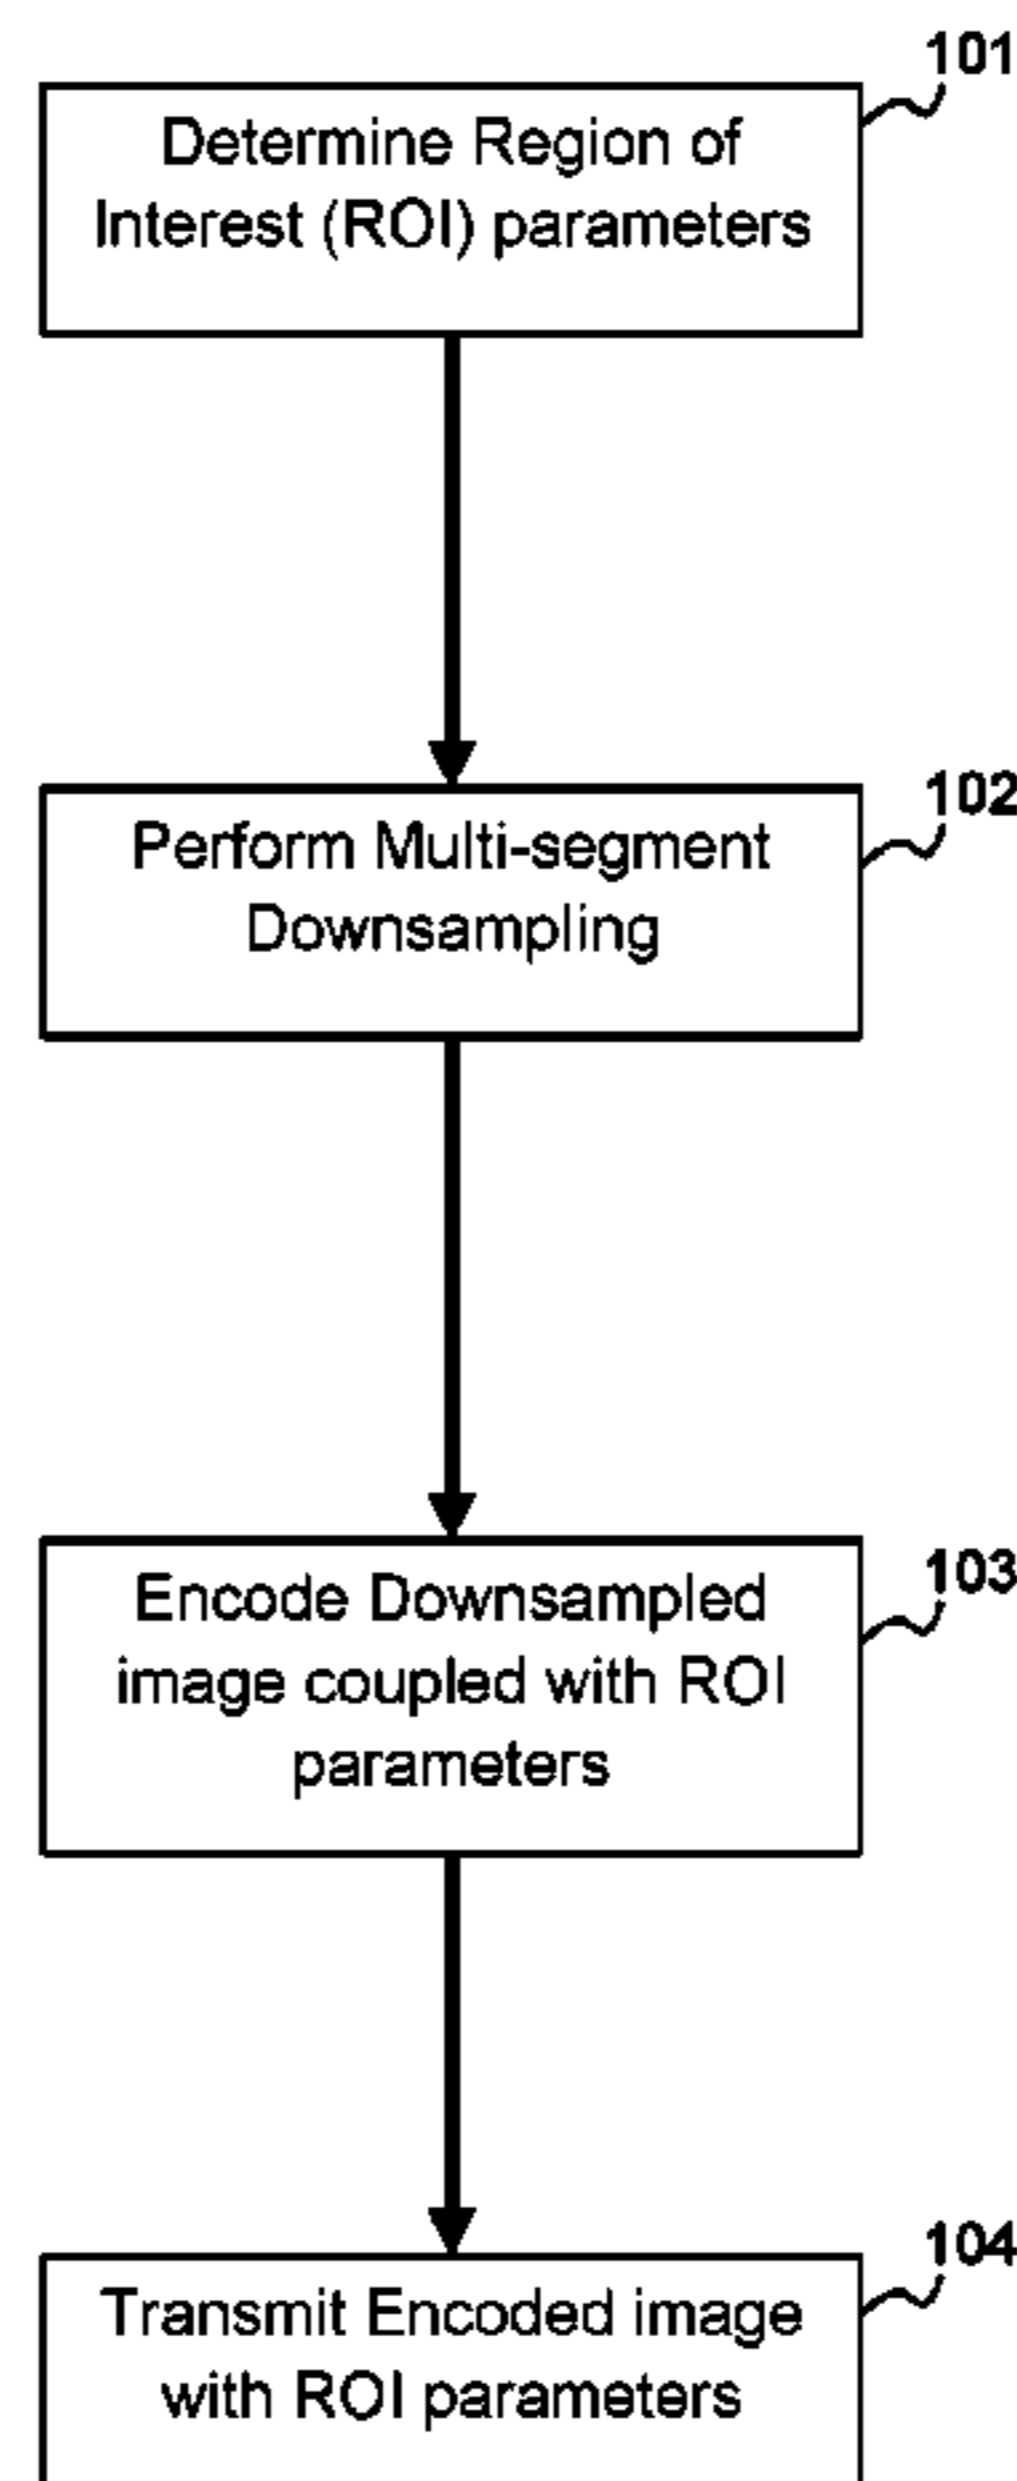 101
Determine Region of
Interest (ROI) parameters
102
Perform Multi-segment
Downsampling
103
Encode Downsampled
image coupled with ROI
parameters
104
Transmit Encoded image
with ROI parameters